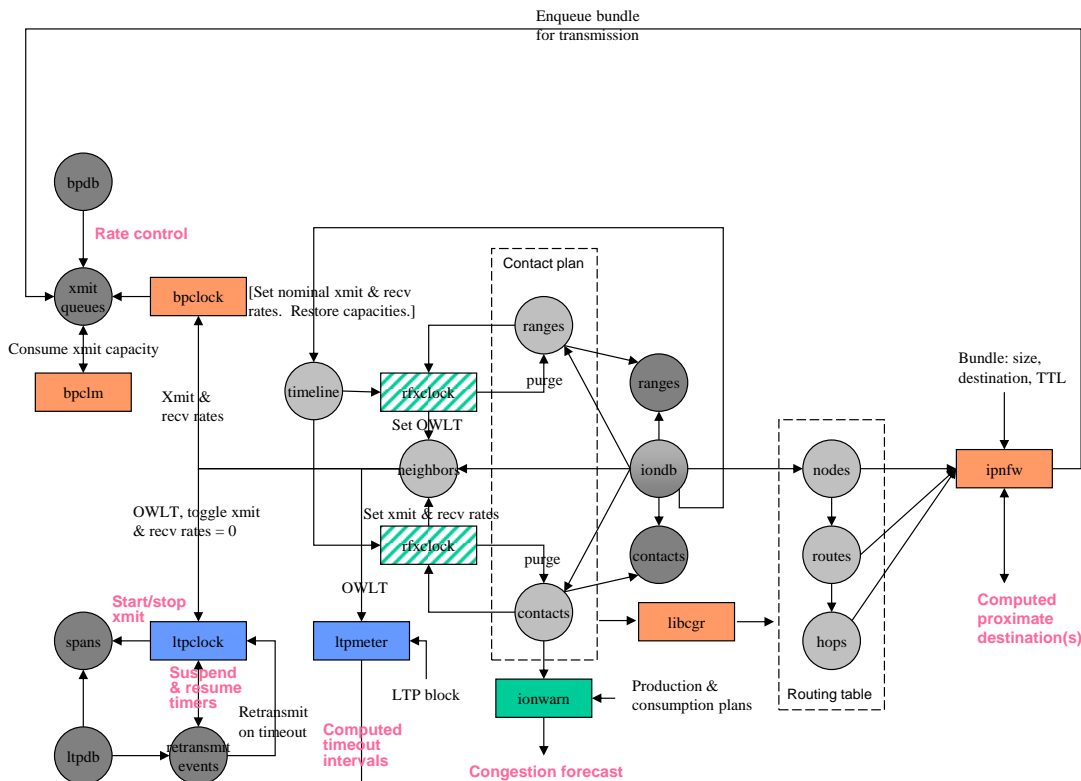 Enqueue bundle
for transmission
bpdb
Rate control
xmit
queues
bpclock
[Set nominal xmit & recv
rates.  Restore capacities.]
Consume xmit capacity
bpclm
Xmit &
recv rates
Contact plan
ranges
timeline
rfxclock
purge
ranges
Set OWLT
neighbors
iondb
Set xmit & recv rates
rfxclock
purge
contacts
contacts
OWLT, toggle xmit
& recv rates = 0
OWLT
Bundle: size,
destination, TTL
nodes
ipnfw
routes
hops
Routing table
Computed
proximate
destination(s)
libcgr
Start/stop
xmit
spans
ltpclock
ltpmeter
Suspend
& resume
timers
LTP block
ionwarn
Production &
consumption plans
Retransmit
on timeout
ltpdb
retransmit
events
Computed
timeout
intervals
Congestion forecast